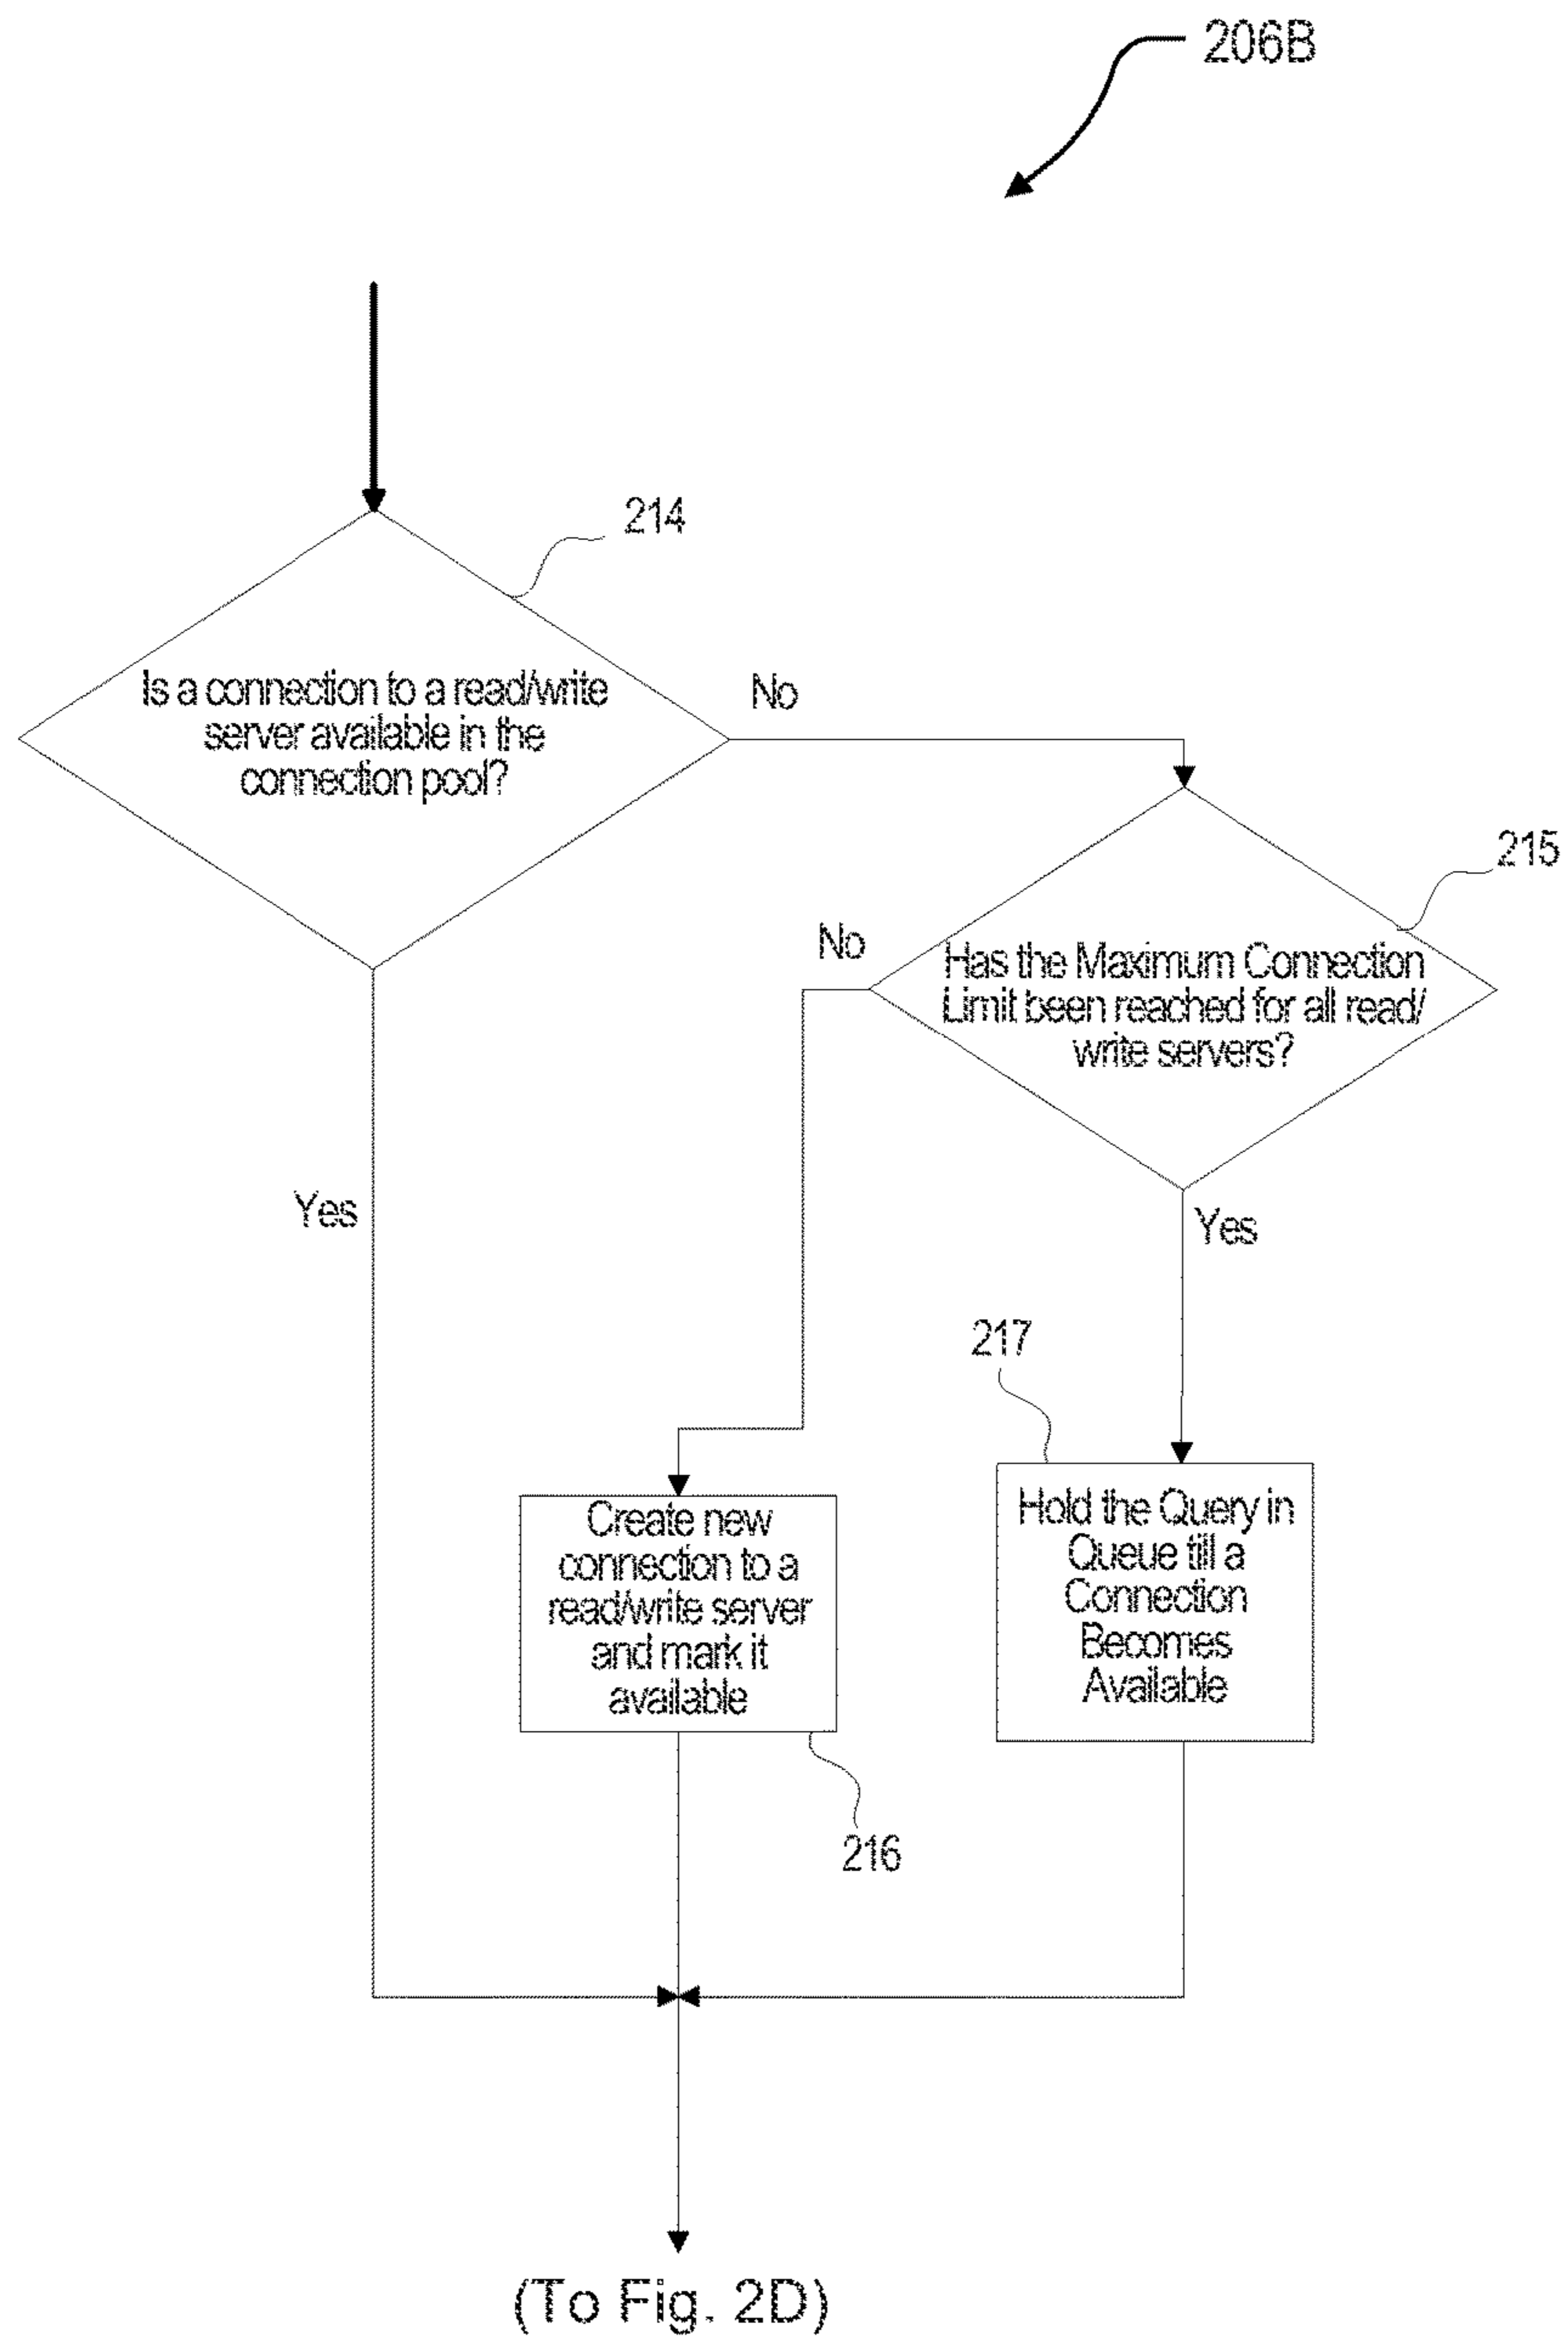 206B
214
Is a connection to a read/write
server available in the
connection pool?
No
215
No
Has the Maximum Connection
Limit been reached for all read/
write servers?
Yes
Yes
217
Hold the Query in
Queue till a
Connection
Becomes
Available
Create new
connection to a
read/write server
and mark it
available
216
(To Fig. 2D)